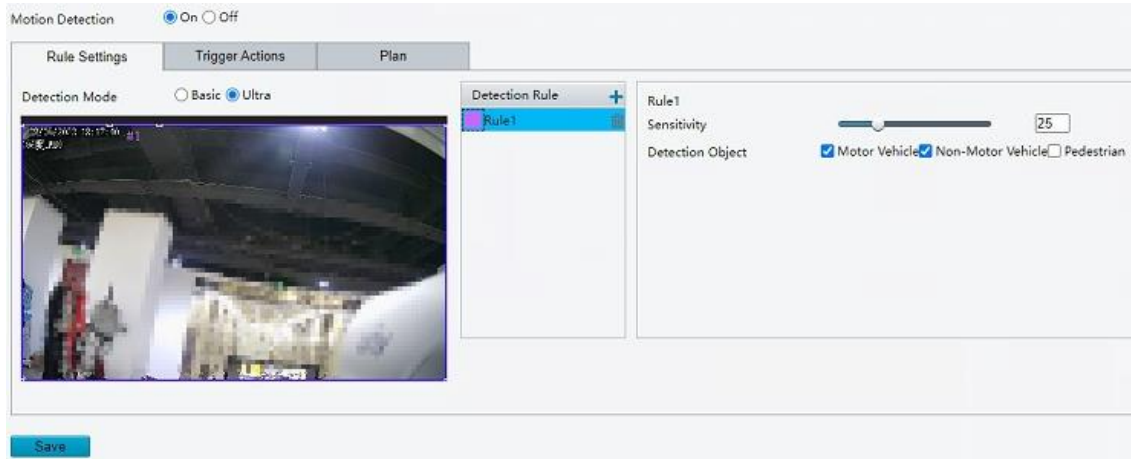 Motion Detection On Off
Rule Settings Trigger Actions Plan
Detection Mode Basic Ultra
#1
Detection Rule +
Rule1
Rule1
Sensitivity 25
Detection Object Motor Vehicle Non-Motor Vehicle Pedestrian
Save